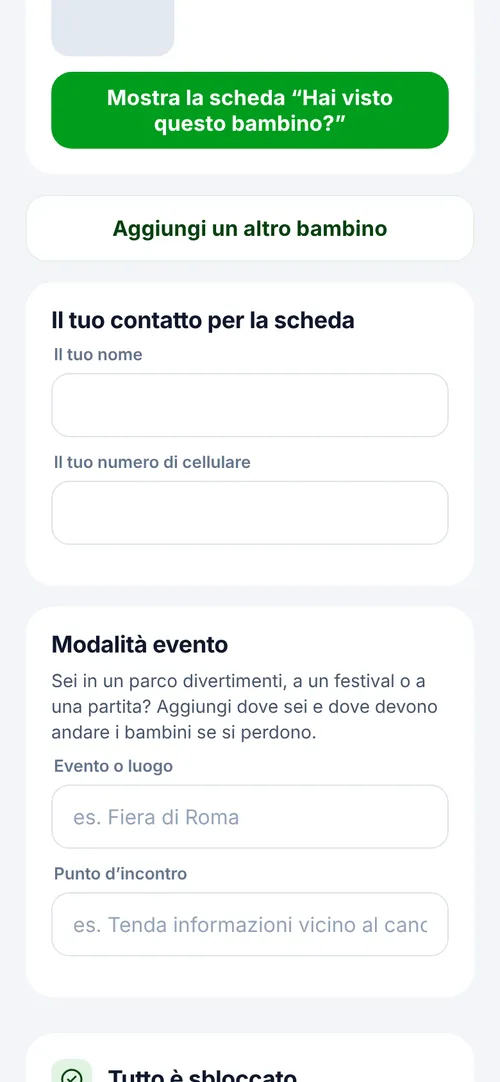 Mostra la scheda “Hai visto
questo bambino?”
Aggiungi un altro bambino
Il tuo contatto per la scheda
Il tuo nome
Il tuo numero di cellulare
Modalità evento
Sei in un parco divertimenti, a un festival o a
una partita? Aggiungi dove sei e dove devono
andare i bambini se si perdono.
Evento o luogo
es. Fiera di Roma
Punto d’incontro
es. Tenda informazioni vicino al canc
Tutto è sbloccato